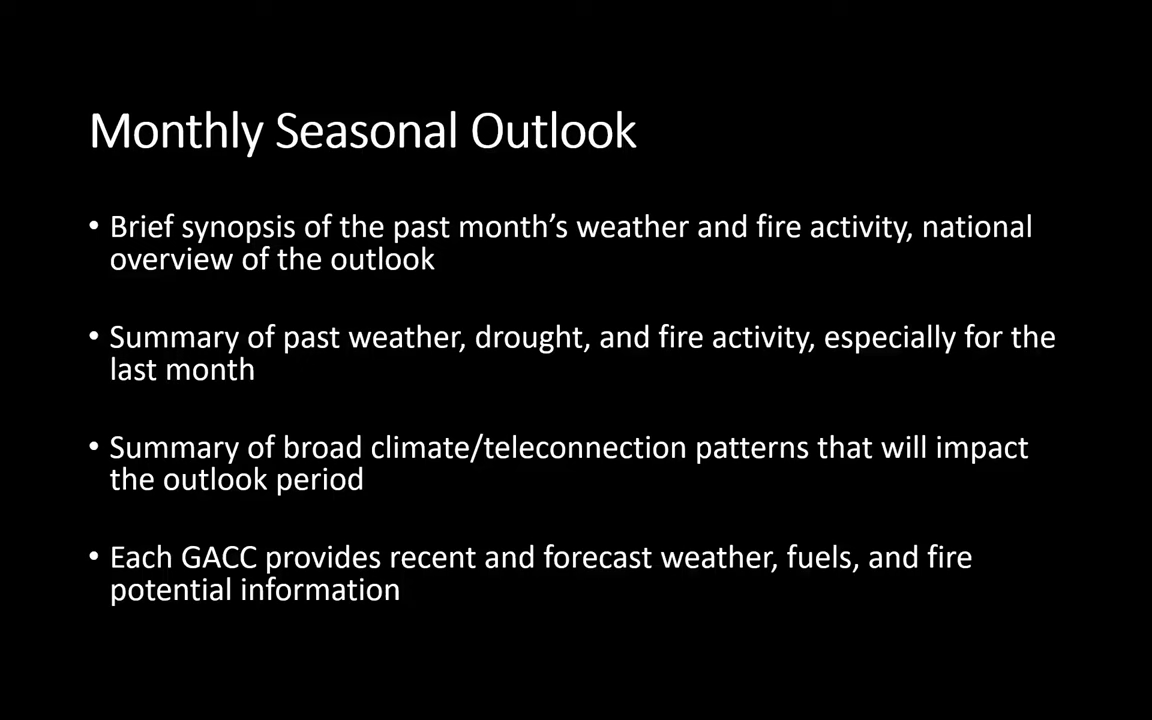 Monthly Seasonal Outlook
• Brief synopsis of the past month’s weather and fire activity, national
overview of the outlook
• Summary of past weather, drought, and fire activity, especially for the
last month
• Summary of broad climate/teleconnection patterns that will impact
the outlook period
• Each GACC provides recent and forecast weather, fuels, and fire
potential information